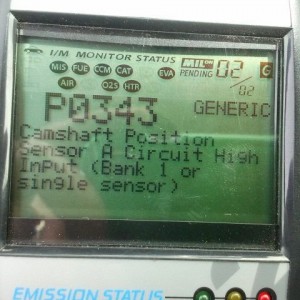 I/M MONITOR STATUS
MIL
MIS FUE CCM CAT EVA PENDING 02/02 G
AIR O2S HTR
P0343 GENERIC
Camshaft Position
Sensor A Circuit High
Input (Bank 1 or
single sensor)
EMISSION STATUS